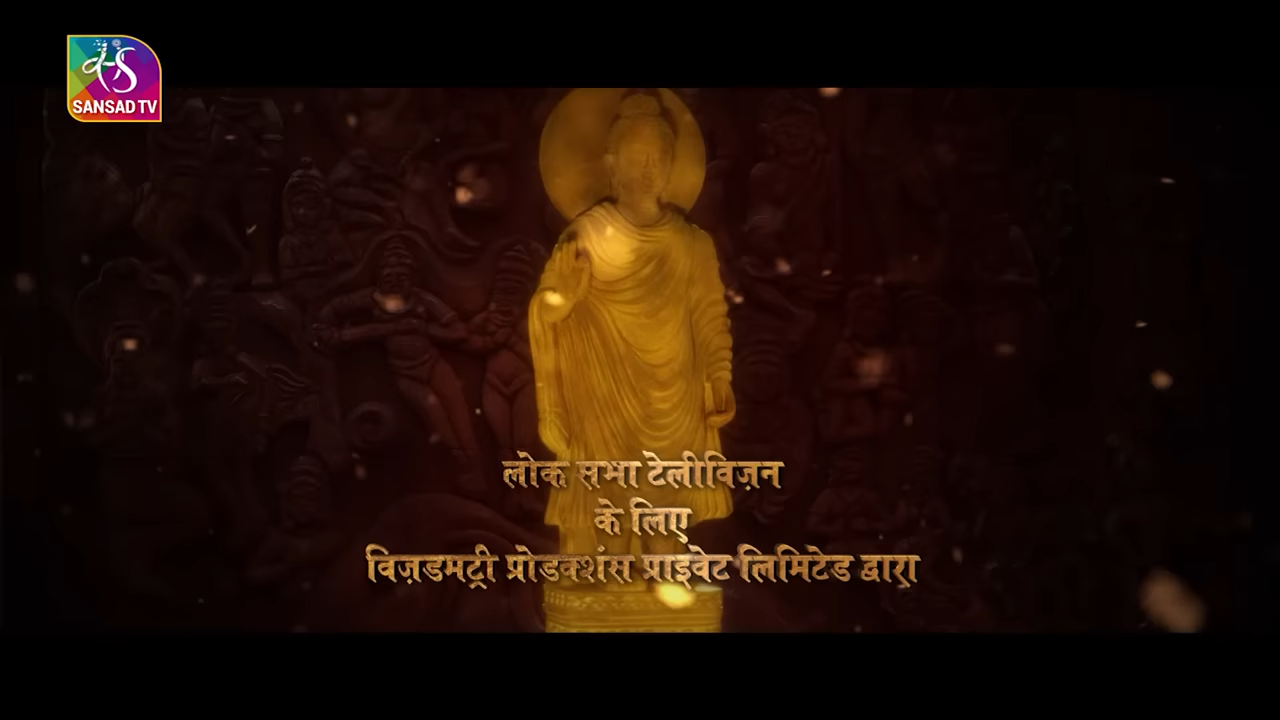 SANSAD TV
लोक सभा टेलीविज़न
के लिए
विज़डमट्री प्रोडक्शंस प्राइवेट लिमिटेड द्वारा